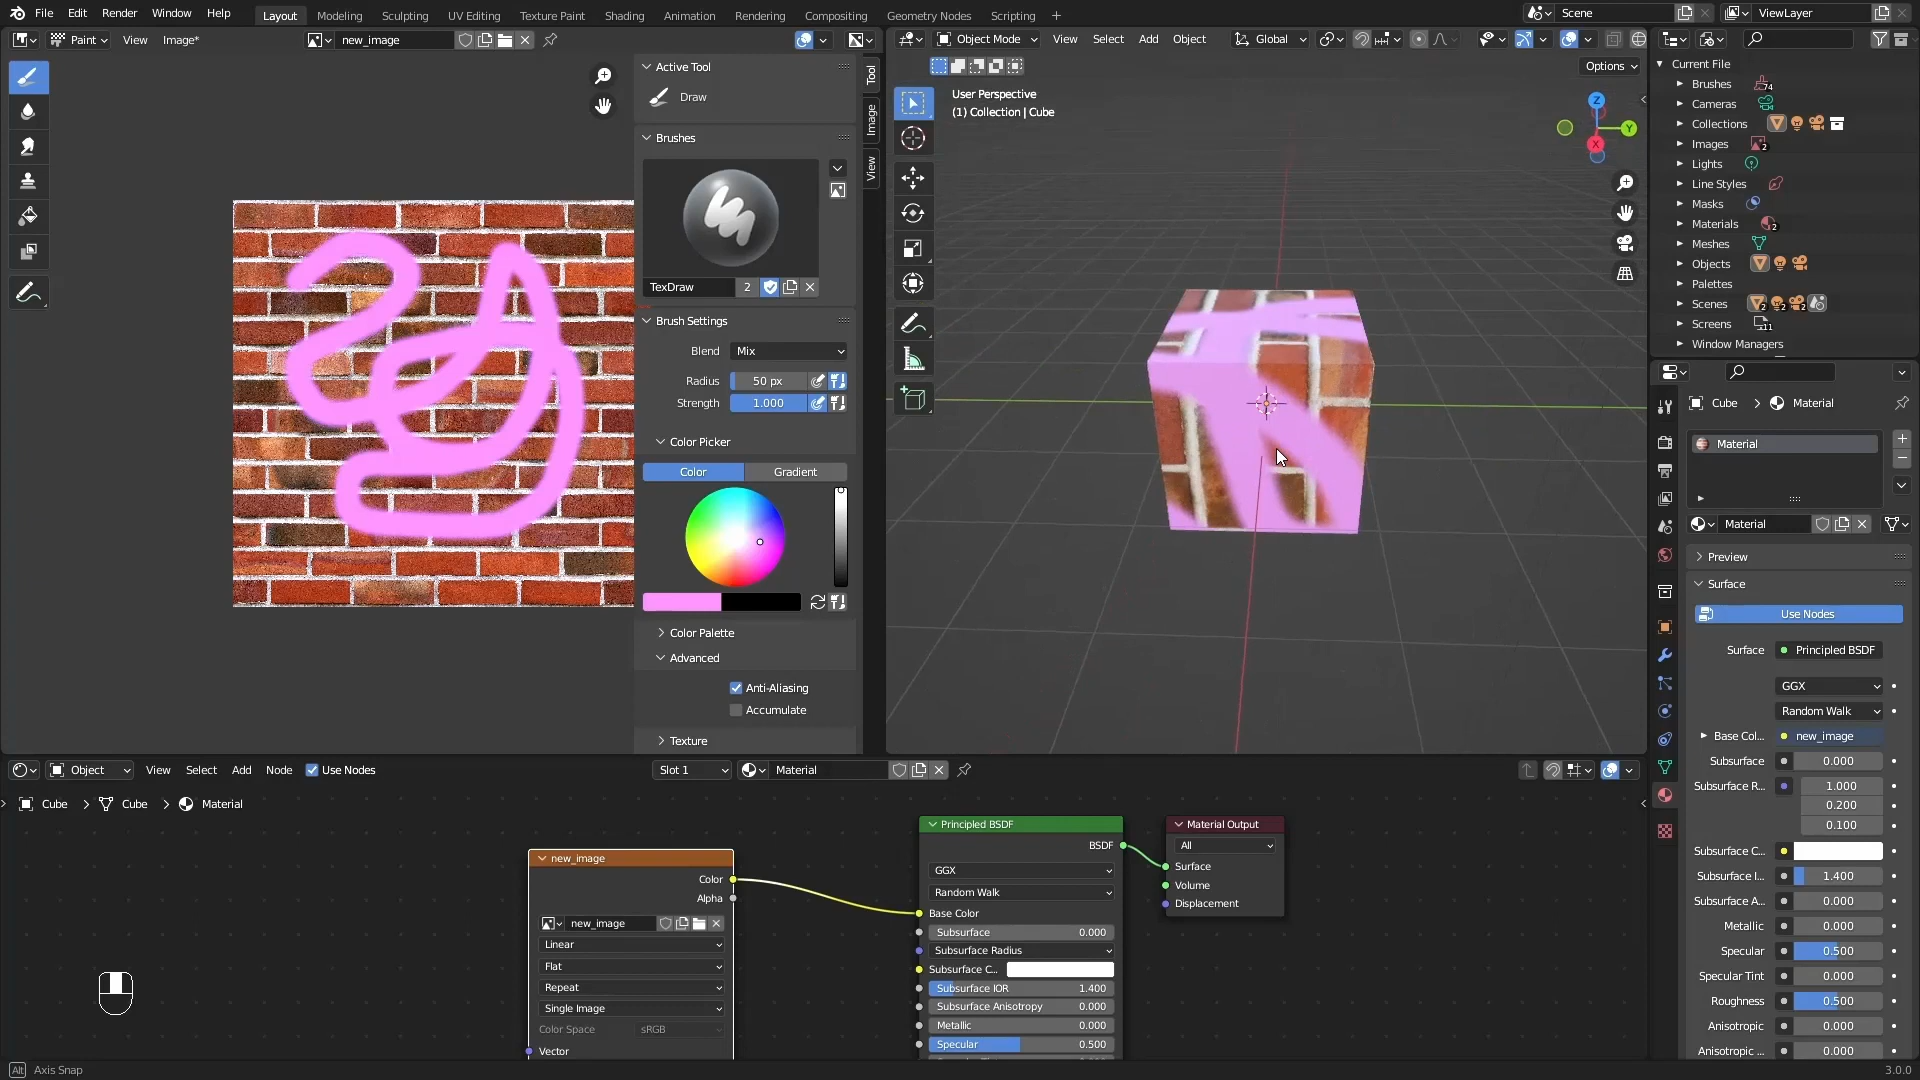 File Edit Render Window Help Layout Modeling Sculpting UV Editing Texture Paint Shading Animation Rendering Compositing Geometry Nodes Scripting + Scene ViewLayer
Paint View Image* new_image
Object Mode View Select Add Object Global
Options
Active Tool
Draw
Brushes
TexDraw 2
Brush Settings
Blend Mix
Radius 50 px
Strength 1.000
Color Picker
Color Gradient
Color Palette
Advanced
Anti-Aliasing
Accumulate
Texture
Tool
Image
View
User Perspective
(1) Collection | Cube
Z
Y
X
Current File
Brushes 74
Cameras
Collections
Images 2
Lights
Line Styles
Masks
Materials 2
Meshes
Objects
Palettes
Scenes 2 2 2
Screens 11
Window Managers
Cube > Material
Material
Material
Preview
Surface
Use Nodes
Surface Principled BSDF
GGX
Random Walk
Base Col... new_image
Subsurface 0.000
Subsurface R... 1.000
0.200
0.100
Subsurface C...
Subsurface I... 1.400
Subsurface A... 0.000
Metallic 0.000
Specular 0.500
Specular Tint 0.000
Roughness 0.500
Anisotropic 0.000
Anisotropic ... 0.000
Object View Select Add Node Use Nodes Slot 1 Material
Cube > Cube > Material
new_image
Color
Alpha
new_image
Linear
Flat
Repeat
Single Image
Color Space sRGB
Vector
Principled BSDF
BSDF
GGX
Random Walk
Base Color
Subsurface 0.000
Subsurface Radius
Subsurface C...
Subsurface IOR 1.400
Subsurface Anisotropy 0.000
Metallic 0.000
Specular 0.500
Material Output
All
Surface
Volume
Displacement
Alt Axis Snap
3.0.0